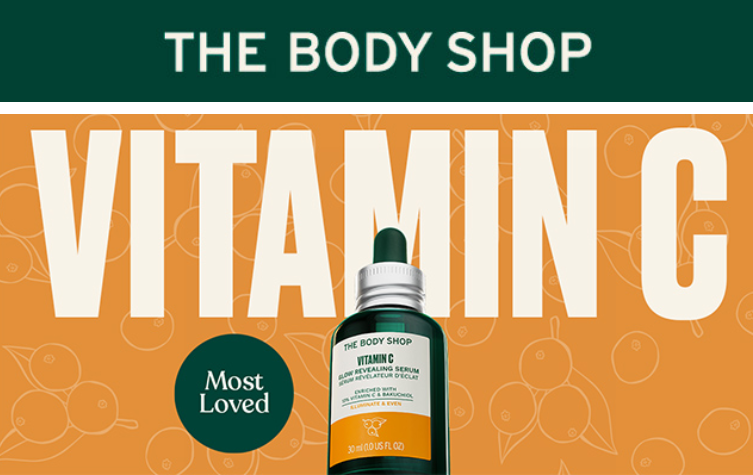 THE BODY SHOP
VITAMIN C
Most
Loved
THE BODY SHOP
VITAMIN C
GLOW REVEALING SERUM
SÉRUM RÉVÉLATEUR D'ÉCLAT
ENRICHED WITH
10% VITAMIN C & BAKUCHIOL
ILLUMINATE & EVEN
30 ml (1.0 US FL OZ)